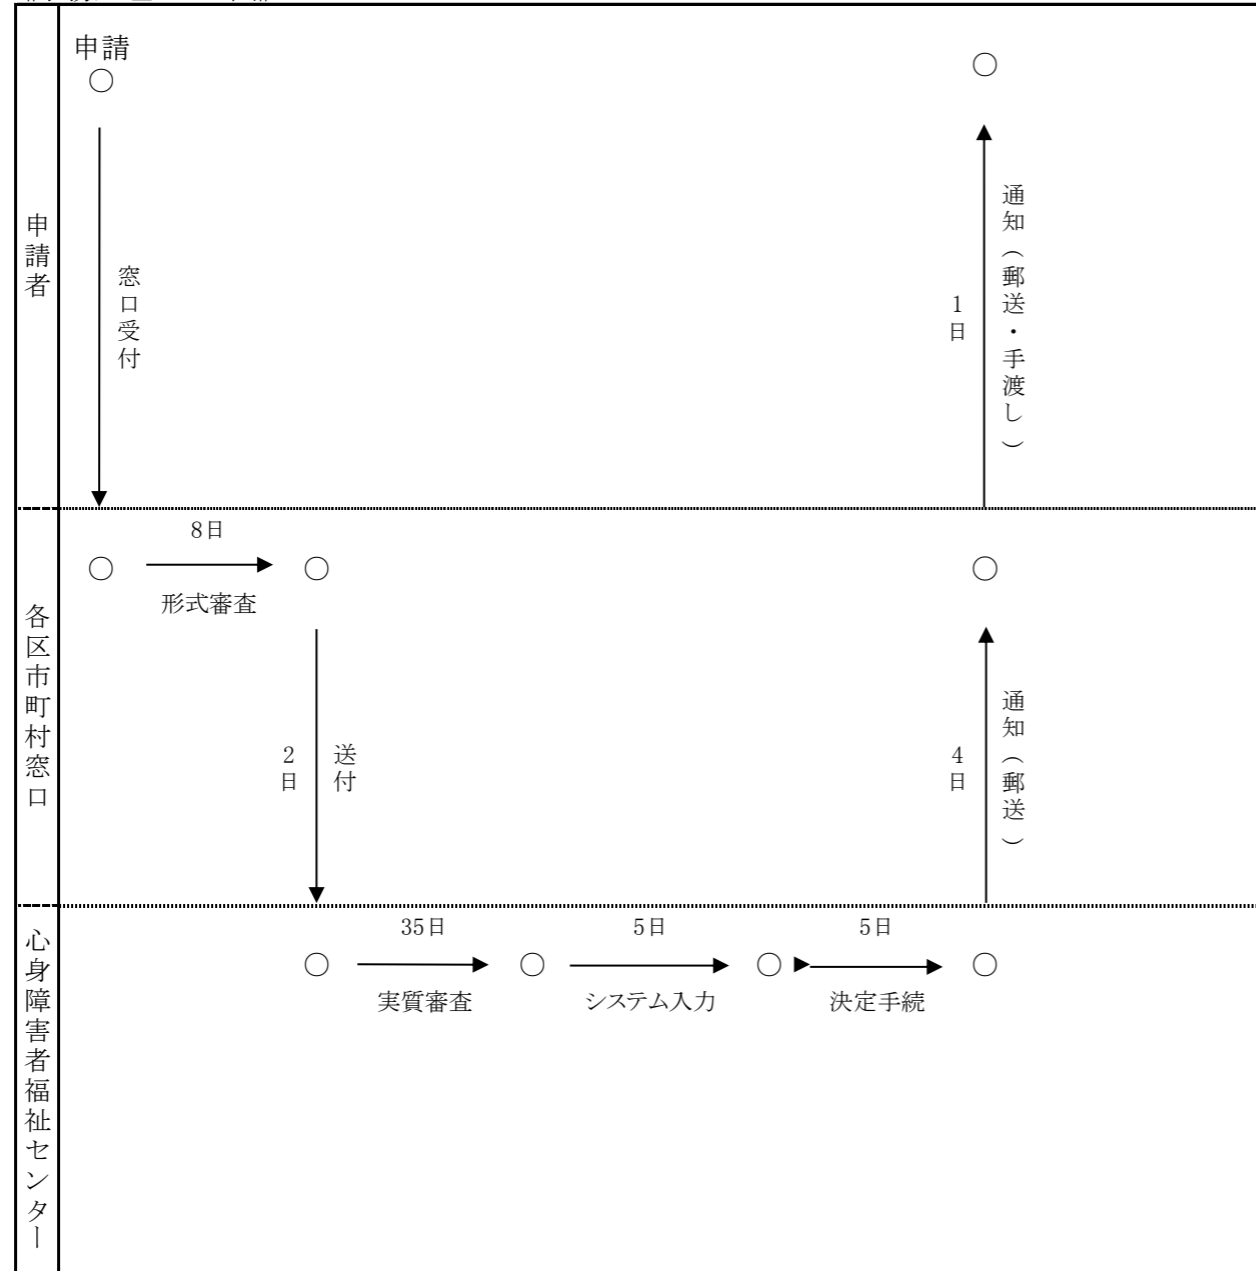 申請
申請者
窓口受付
1日
通知（郵送・手渡し）
各区市町村窓口
8日
形式審査
2日
送付
4日
通知（郵送）
心身障害者福祉センター
35日
実質審査
5日
システム入力
5日
決定手続